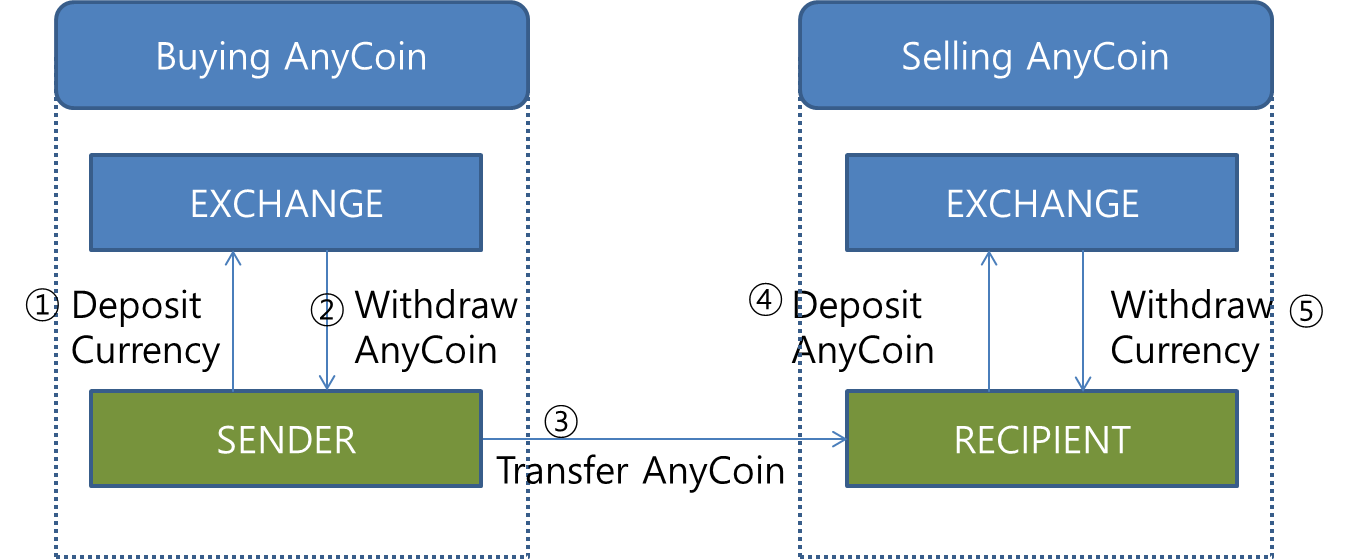 Buying AnyCoin
EXCHANGE
① Deposit
Currency
② Withdraw
AnyCoin
SENDER
③
Transfer AnyCoin
Selling AnyCoin
EXCHANGE
④ Deposit
AnyCoin
Withdraw ⑤
Currency
RECIPIENT